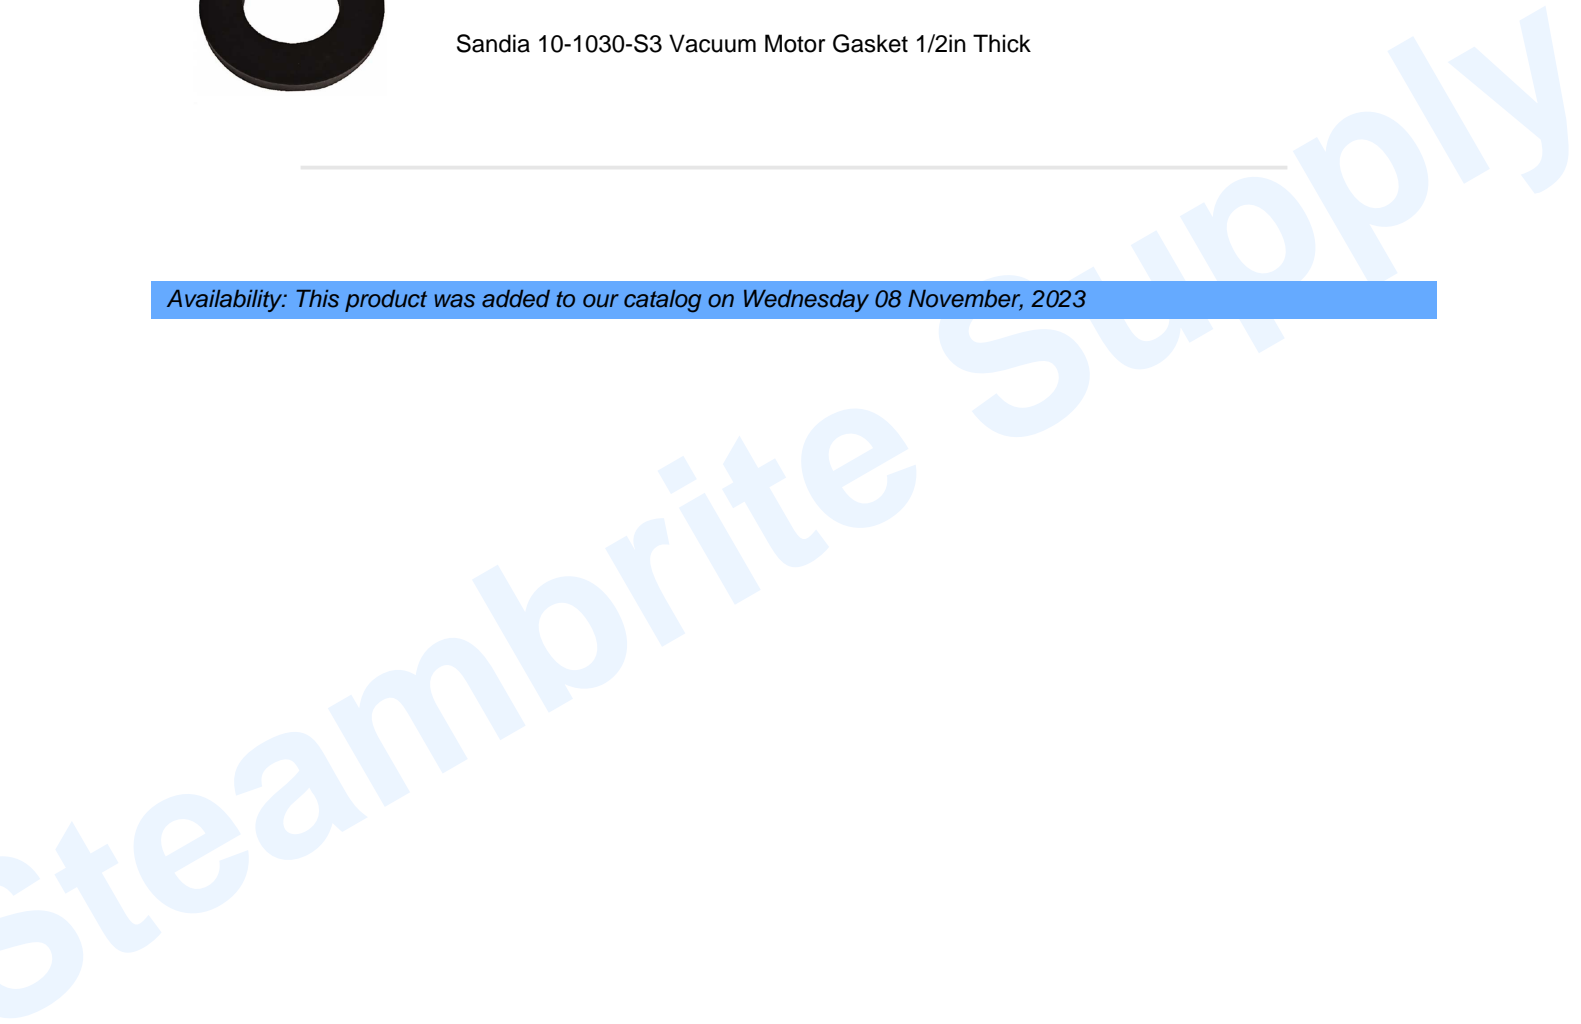 Sandia 10-1030-S3 Vacuum Motor Gasket 1/2in Thick
Availability: This product was added to our catalog on Wednesday 08 November, 2023
Steambrite Supply